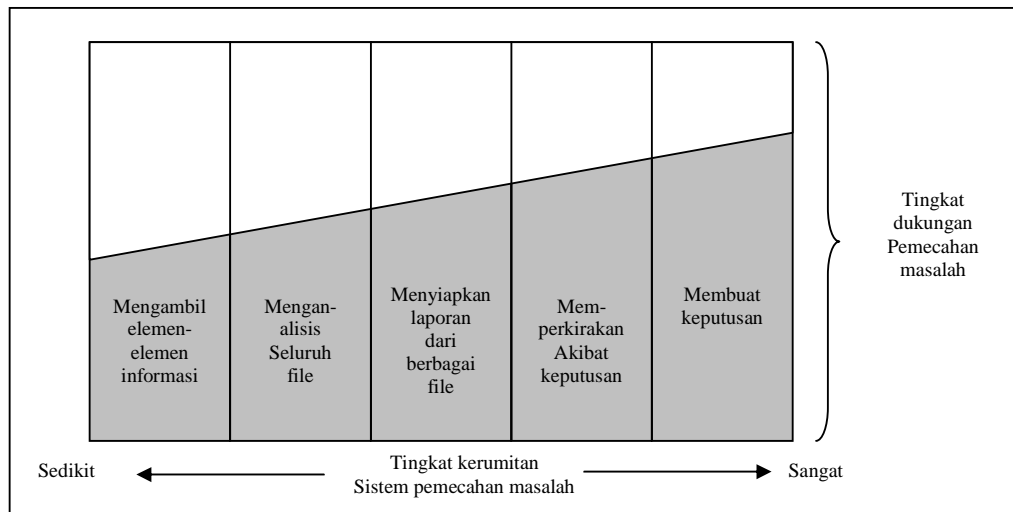 Mengambil
elemen-
elemen
informasi
Mengan-
alisis
Seluruh
file
Menyiapkan
laporan
dari
berbagai
file
Mem-
perkirakan
Akibat
keputusan
Membuat
keputusan
Tingkat
dukungan
Pemecahan
masalah
Sedikit
Tingkat kerumitan
Sistem pemecahan masalah
Sangat